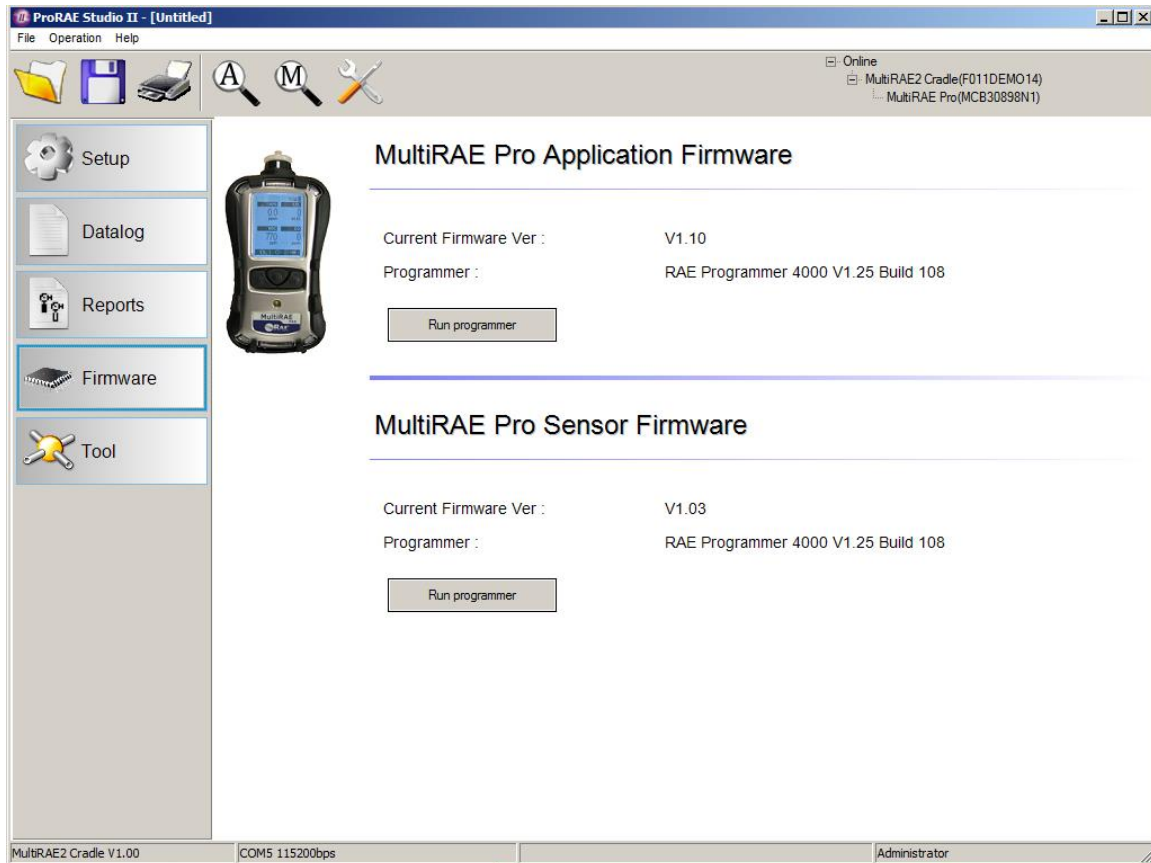 ProRAE Studio II - [Untitled]
File Operation Help
A M
Online
MultiRAE2 Cradle(F011DEMO14)
MultiRAE Pro(MCB30898N1)
Setup
Datalog
Reports
Firmware
Tool
MultiRAE
RAE
MultiRAE Pro Application Firmware
Current Firmware Ver : V1.10
Programmer : RAE Programmer 4000 V1.25 Build 108
Run programmer
MultiRAE Pro Sensor Firmware
Current Firmware Ver : V1.03
Programmer : RAE Programmer 4000 V1.25 Build 108
Run programmer
MultiRAE2 Cradle V1.00 COM5 115200bps Administrator